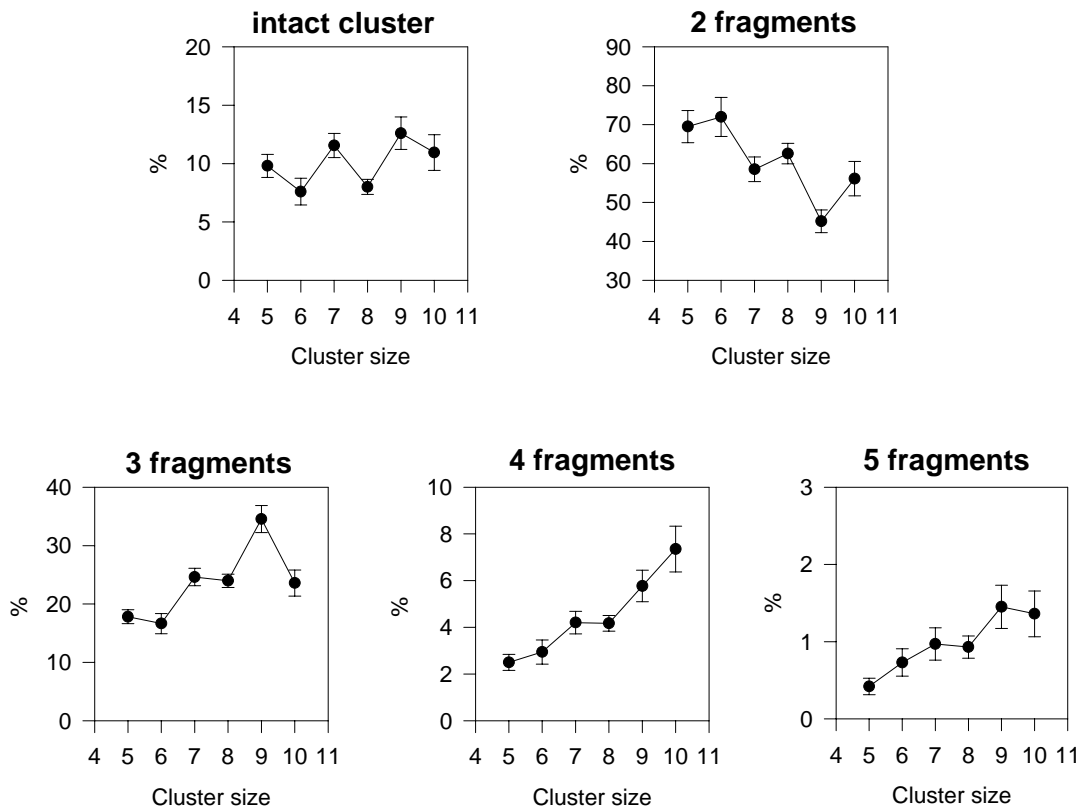 intact cluster
20
15
10
5
0
%
4 5 6 7 8 9 10 11
Cluster size
2 fragments
90
80
70
60
50
40
30
%
4 5 6 7 8 9 10 11
Cluster size
3 fragments
40
30
20
10
0
%
4 5 6 7 8 9 10 11
Cluster size
4 fragments
10
8
6
4
2
0
%
4 5 6 7 8 9 10 11
Cluster size
5 fragments
3
2
1
0
%
4 5 6 7 8 9 10 11
Cluster size